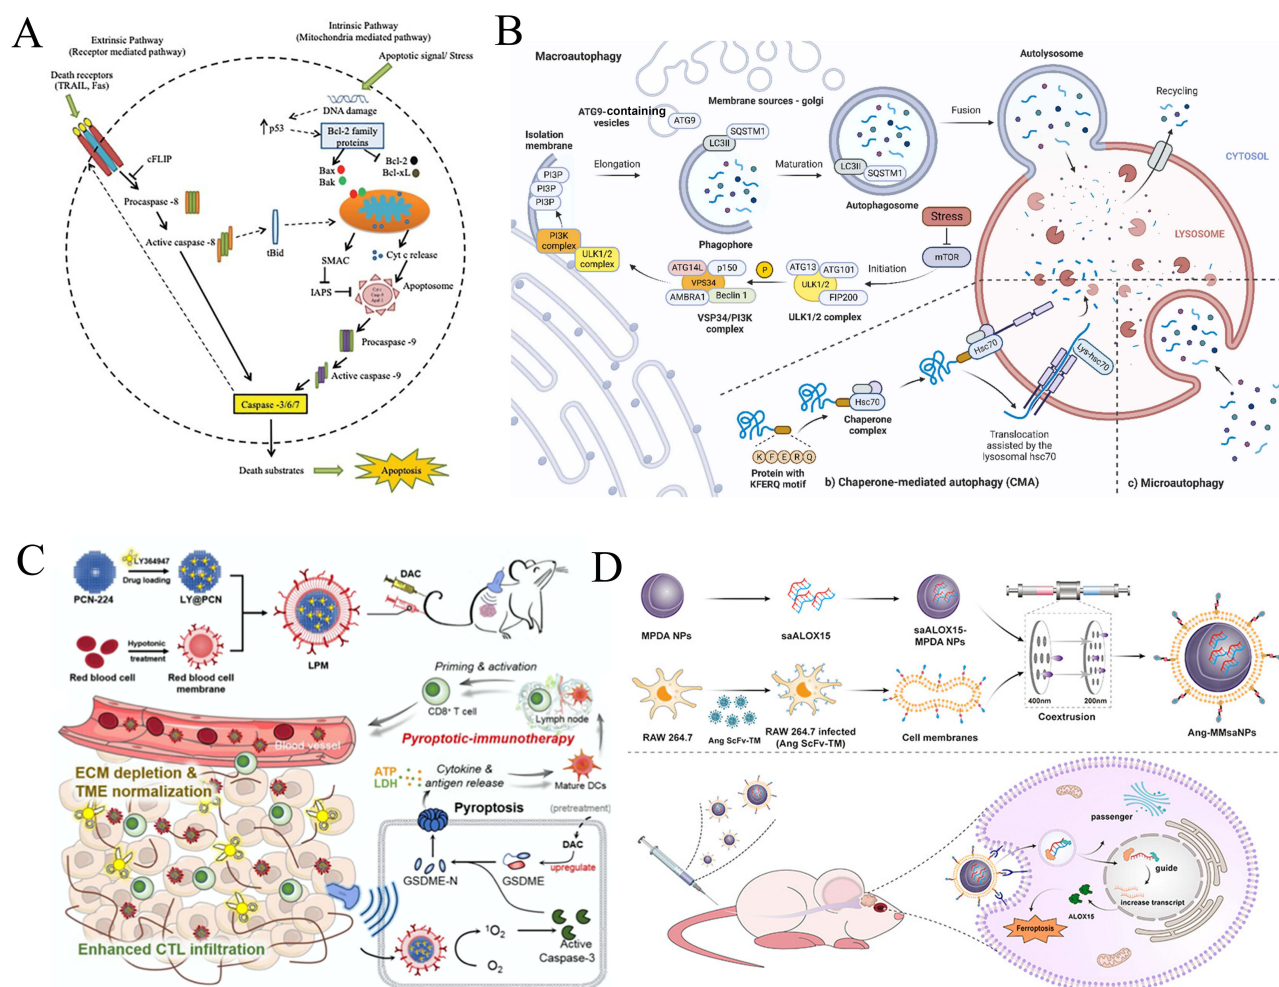 A
Extrinsic Pathway
(Receptor mediated pathway)
Intrinsic Pathway
(Mitochondria mediated pathway)
Apoptotic signal/ Stress
Death receptors
(TRAIL, Fas)
DNA damage
p53
Bcl-2 family
proteins
cFLIP
Bax
Bak
Bcl-2
Bcl-xL
Procaspase -8
Active caspase -8
tBid
SMAC
Cyt c release
IAPS
Apoptosome
Procaspase -9
Active caspase -9
Caspase -3/6/7
Death substrates
Apoptosis
B
Macroautophagy
Isolation
membrane
ATG9-containing
vesicles
ATG9
Membrane sources - golgi
Elongation
PI3P
PI3P
PI3P
PI3K
complex
ULK1/2
complex
LC3II
SQSTM1
Phagophore
Maturation
LC3II
SQSTM1
Autophagosome
Fusion
Autolysosome
Recycling
CYTOSOL
LYSOSOME
Stress
mTOR
Initiation
ATG13
ATG101
ULK1/2
FIP200
ULK1/2 complex
P
ATG14L
p150
VPS34
AMBRA1
Beclin 1
VSP34/PI3K
complex
Hsc70
Lys-hsc70
Hsc70
Chaperone
complex
K F E R Q
Protein with
KFERQ motif
Translocation
assisted by the
lysosomal hsc70
b) Chaperone-mediated autophagy (CMA)
c) Microautophagy
C
PCN-224
LY364947
Drug loading
LY@PCN
Red blood cell
Hypotonic
treatment
Red blood cell
membrane
LPM
DAC
Priming & activation
CD8⁺ T cell
Lymph node
Blood vessel
Pyroptotic-immunotherapy
ECM depletion &
TME normalization
ATP
LDH
Cytokine &
antigen release
Mature DCs
Pyroptosis
(pretreatment)
DAC
upregulate
GSDME-N
GSDME
¹O₂
O₂
Active
Caspase-3
Enhanced CTL infiltration
D
MPDA NPs
saALOX15
saALOX15-
MPDA NPs
RAW 264.7
Ang ScFv-TM
RAW 264.7 infected
(Ang ScFv-TM)
Cell membranes
400nm
200nm
Coextrusion
Ang-MMsaNPs
passenger
guide
increase transcript
ALOX15
Ferroptosis